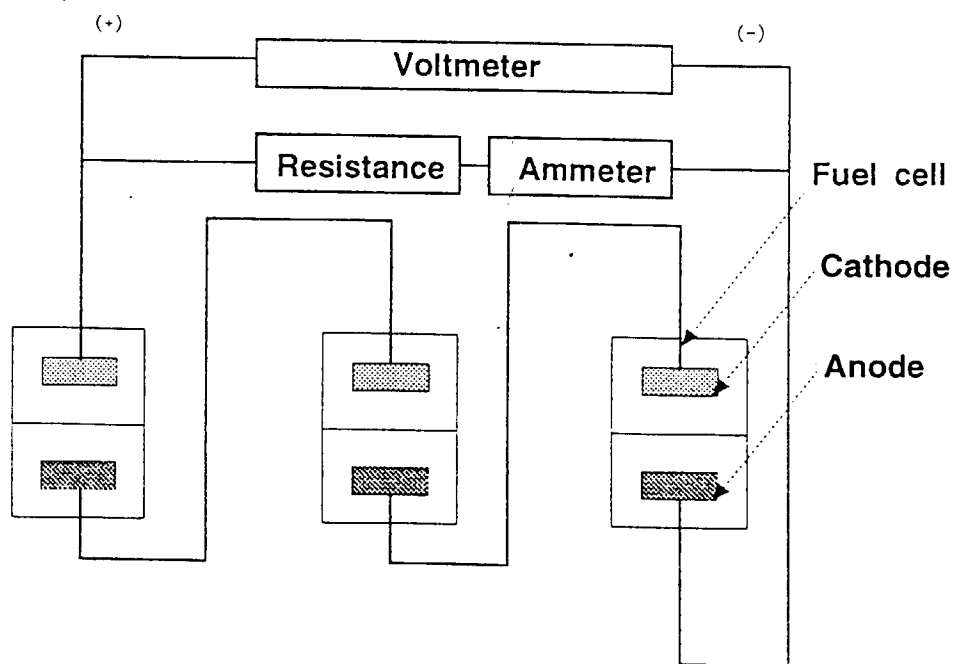 (+)
(-)
Voltmeter
Resistance
Ammeter
Fuel cell
Cathode
Anode